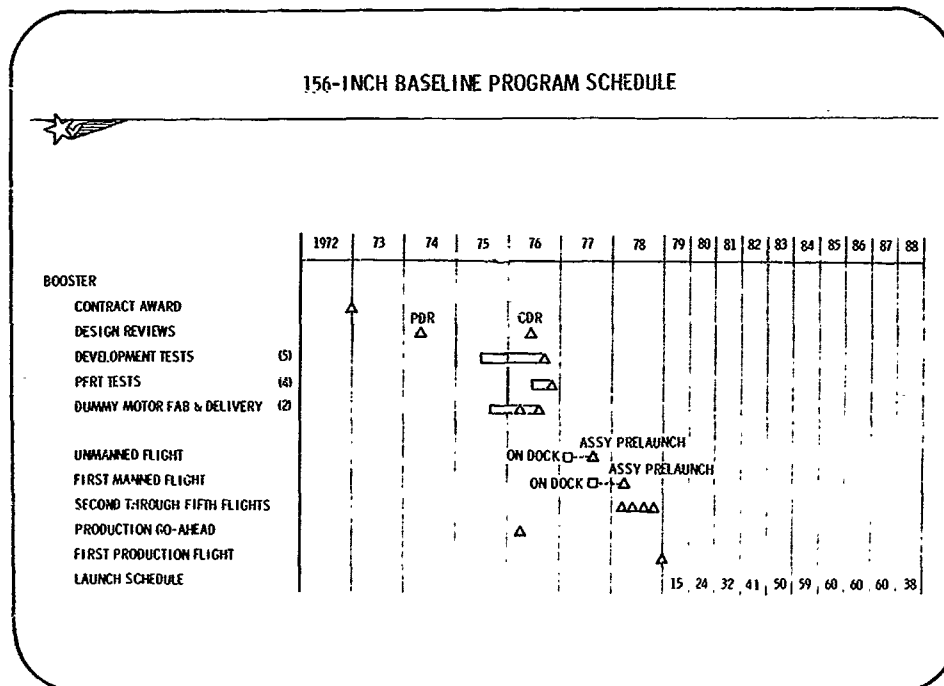 156-INCH BASELINE PROGRAM SCHEDULE
1972 73 74 75 76 77 78 79 80 81 82 83 84 85 86 87 88
BOOSTER
CONTRACT AWARD
PDR CDR
DESIGN REVIEWS
DEVELOPMENT TESTS (5)
PFRT TESTS (4)
DUMMY MOTOR FAB & DELIVERY (2)
ASSY PRELAUNCH
UNMANNED FLIGHT ON DOCK
ASSY PRELAUNCH
FIRST MANNED FLIGHT ON DOCK
SECOND THROUGH FIFTH FLIGHTS
PRODUCTION GO-AHEAD
FIRST PRODUCTION FLIGHT
LAUNCH SCHEDULE 15 24 32 41 50 59 60 60 60 38